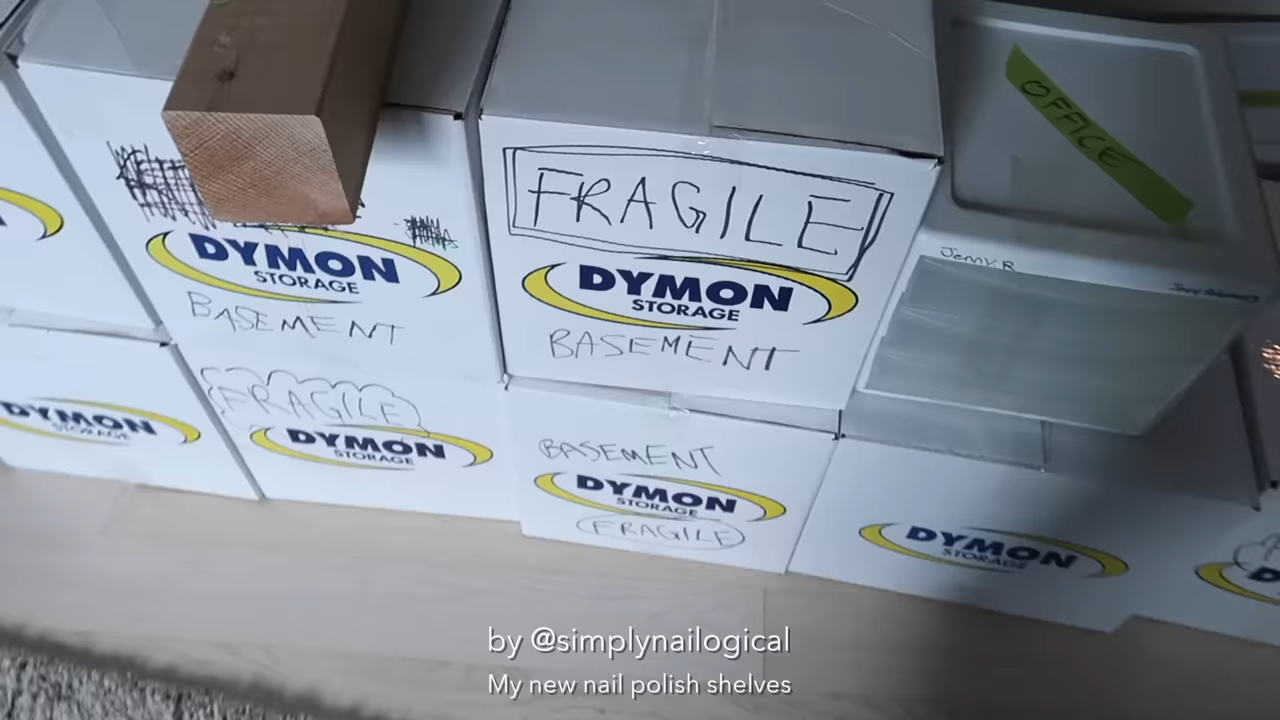 OFFICE
FRAGILE
Jenny.R
DYMON
STORAGE
BASEMENT
DYMON
STORAGE
BASEMENT
FRAGILE
DYMON
STORAGE
DYMON
STORAGE
BASEMENT
DYMON
STORAGE
FRAGILE
DYMON
STORAGE
by @simplynailogical
My new nail polish shelves